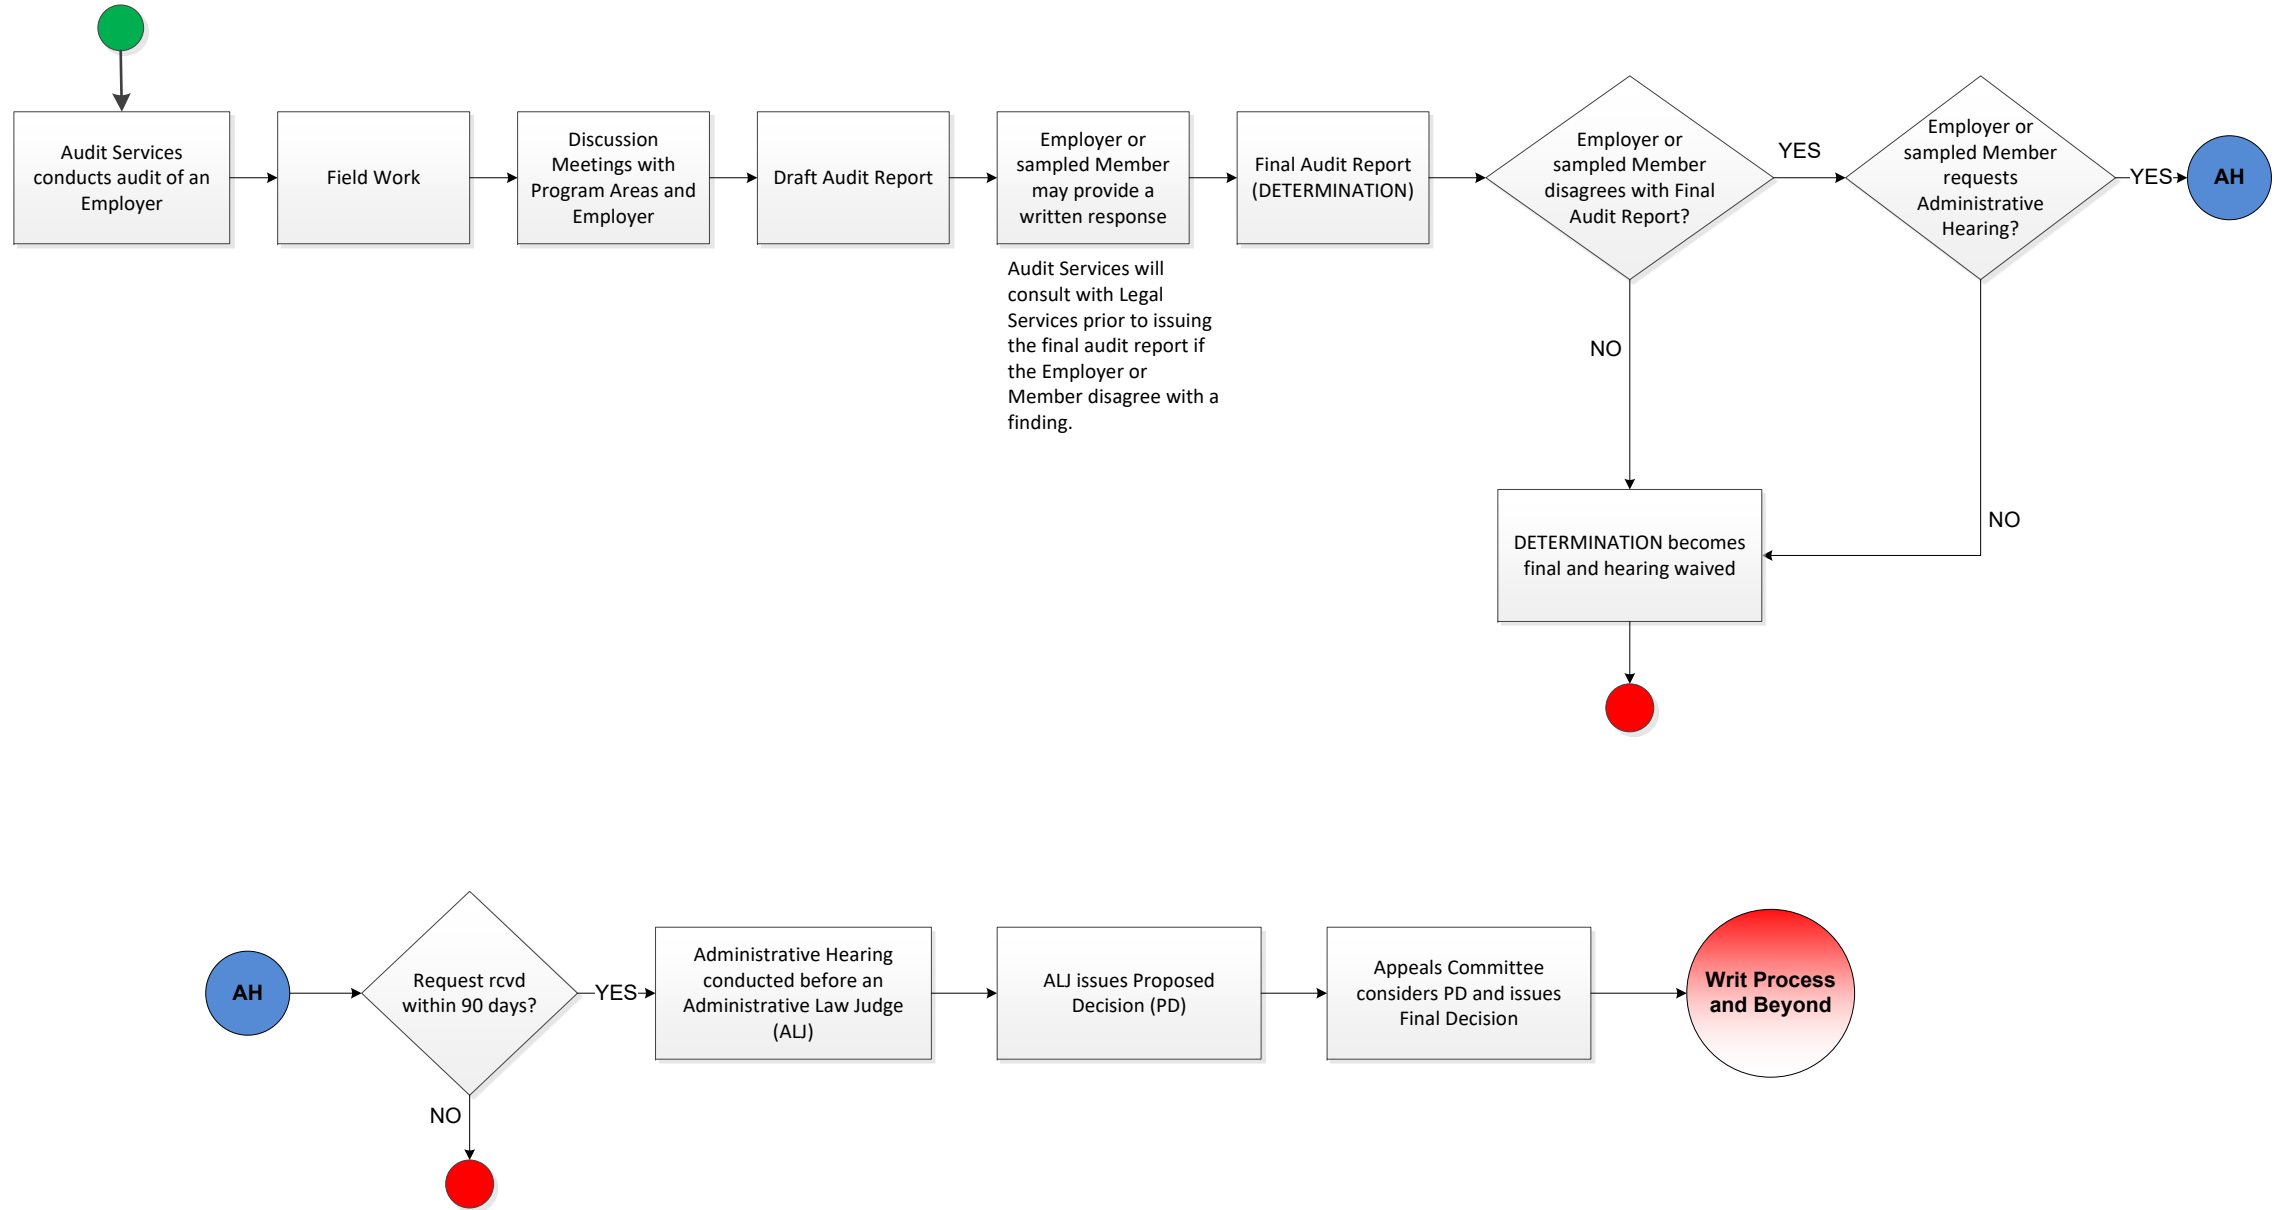 Audit Services
conducts audit of an
Employer
Field Work
Discussion
Meetings with
Program Areas and
Employer
Draft Audit Report
Employer or
sampled Member
may provide a
written response
Audit Services will
consult with Legal
Services prior to issuing
the final audit report if
the Employer or
Member disagree with a
finding.
Final Audit Report
(DETERMINATION)
Employer or
sampled Member
disagrees with Final
Audit Report?
YES
Employer or
sampled Member
requests
Administrative
Hearing?
YES
AH
NO
NO
DETERMINATION becomes
final and hearing waived
AH
Request rcvd
within 90 days?
YES
NO
Administrative Hearing
conducted before an
Administrative Law Judge
(ALJ)
ALJ issues Proposed
Decision (PD)
Appeals Committee
considers PD and issues
Final Decision
Writ Process
and Beyond